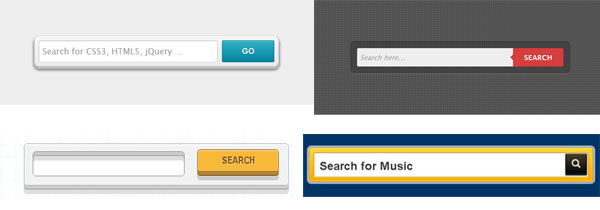 Search for CSS3, HTML5, jQuery ...
GO
Search here...
SEARCH
SEARCH
Search for Music